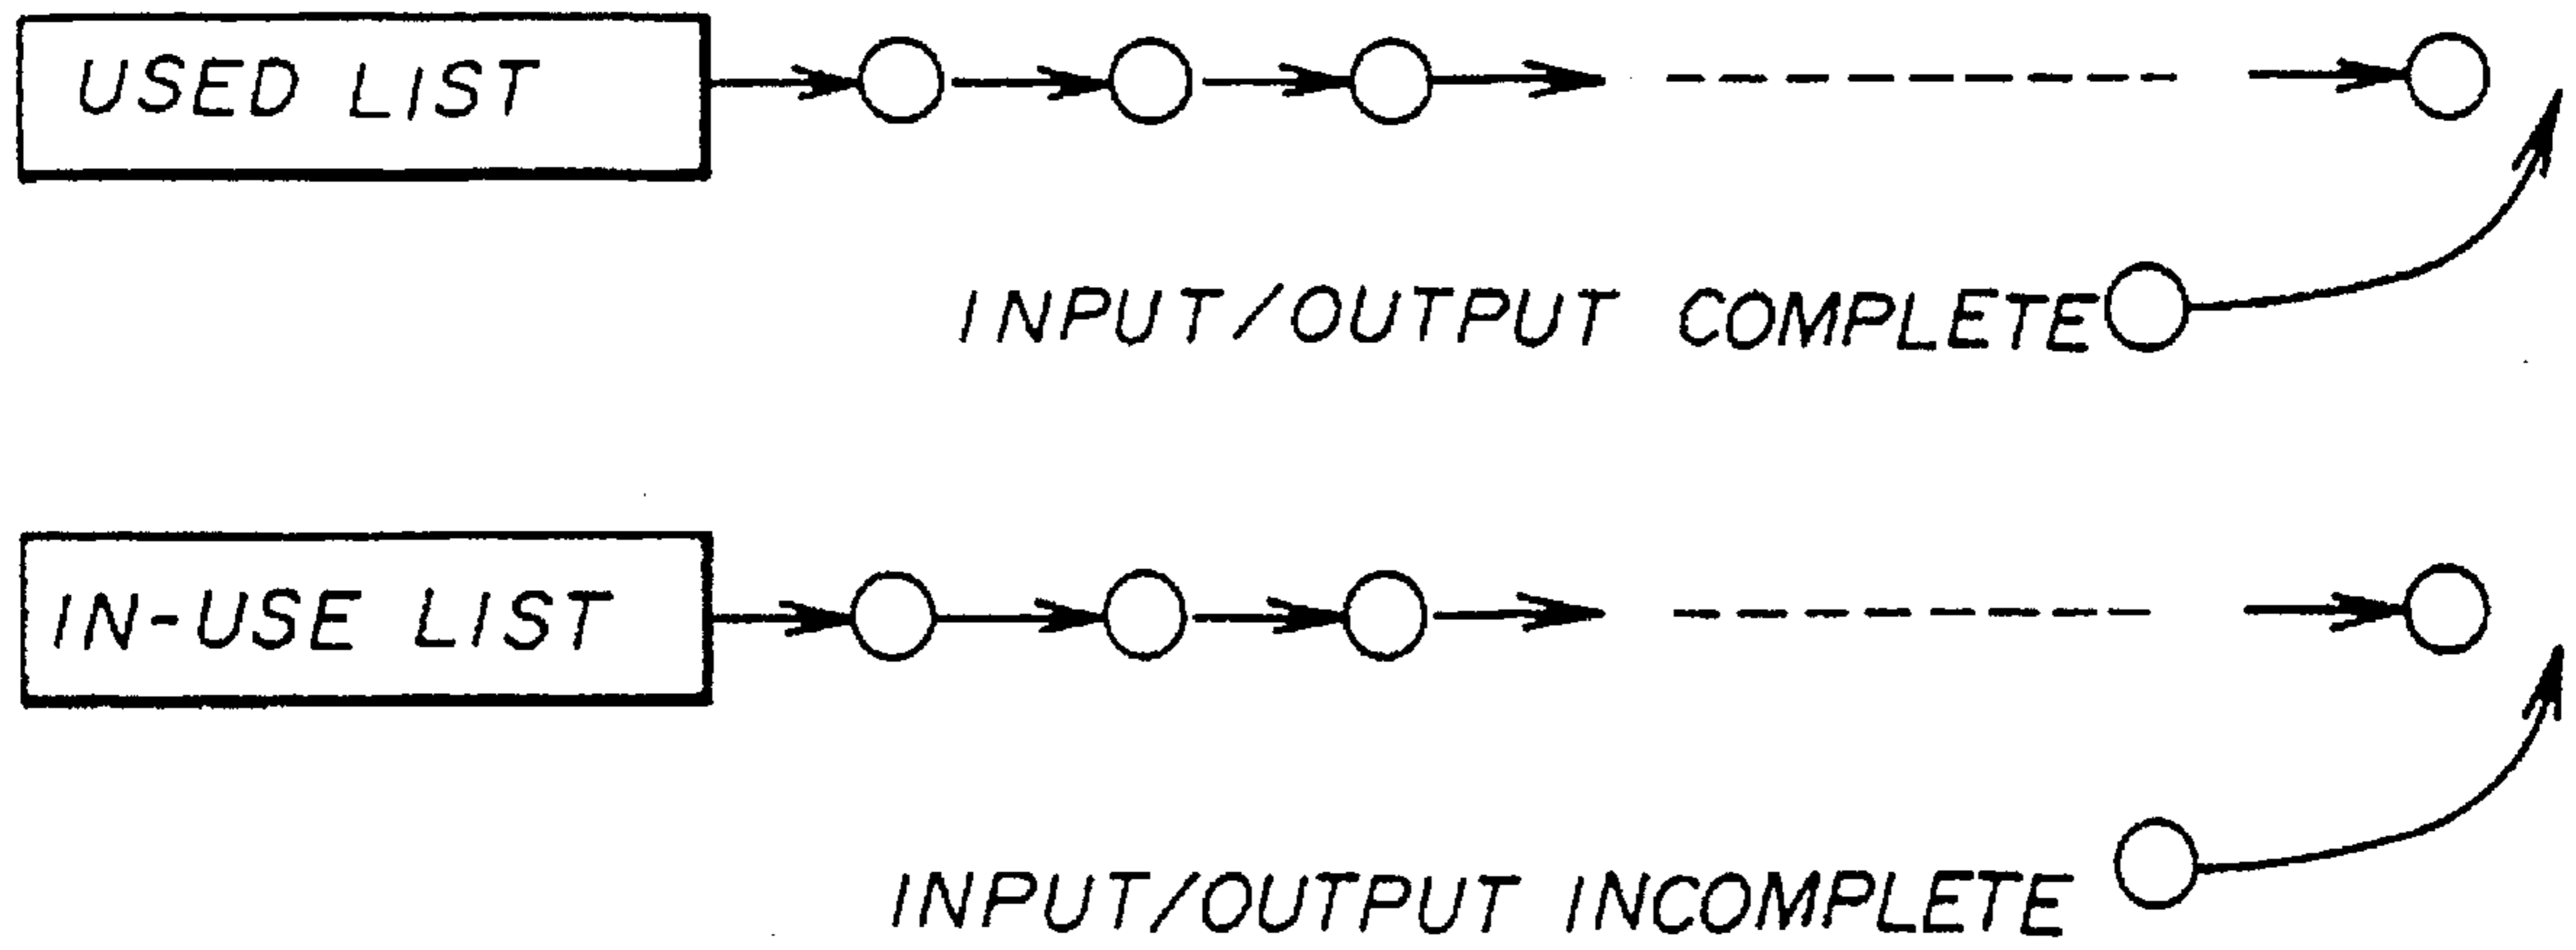 USED LIST
INPUT/OUTPUT COMPLETE
IN-USE LIST
INPUT/OUTPUT INCOMPLETE